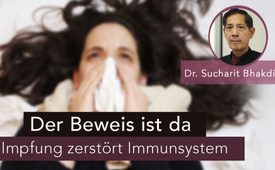 Dr. Sucharit Bhakdi
Der Beweis ist da
Impfung zerstört Immunsystem